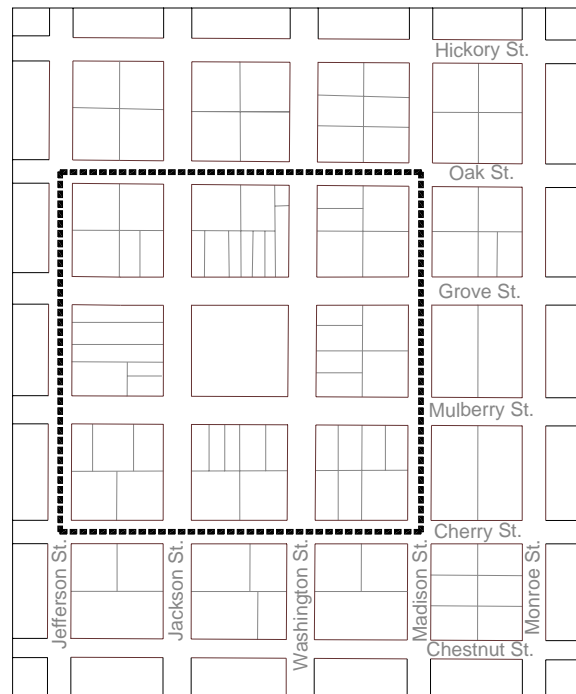 Hickory St.
Oak St.
Grove St.
Mulberry St.
Cherry St.
Jefferson St.
Jackson St.
Washington St.
Madison St.
Monroe St.
Chestnut St.